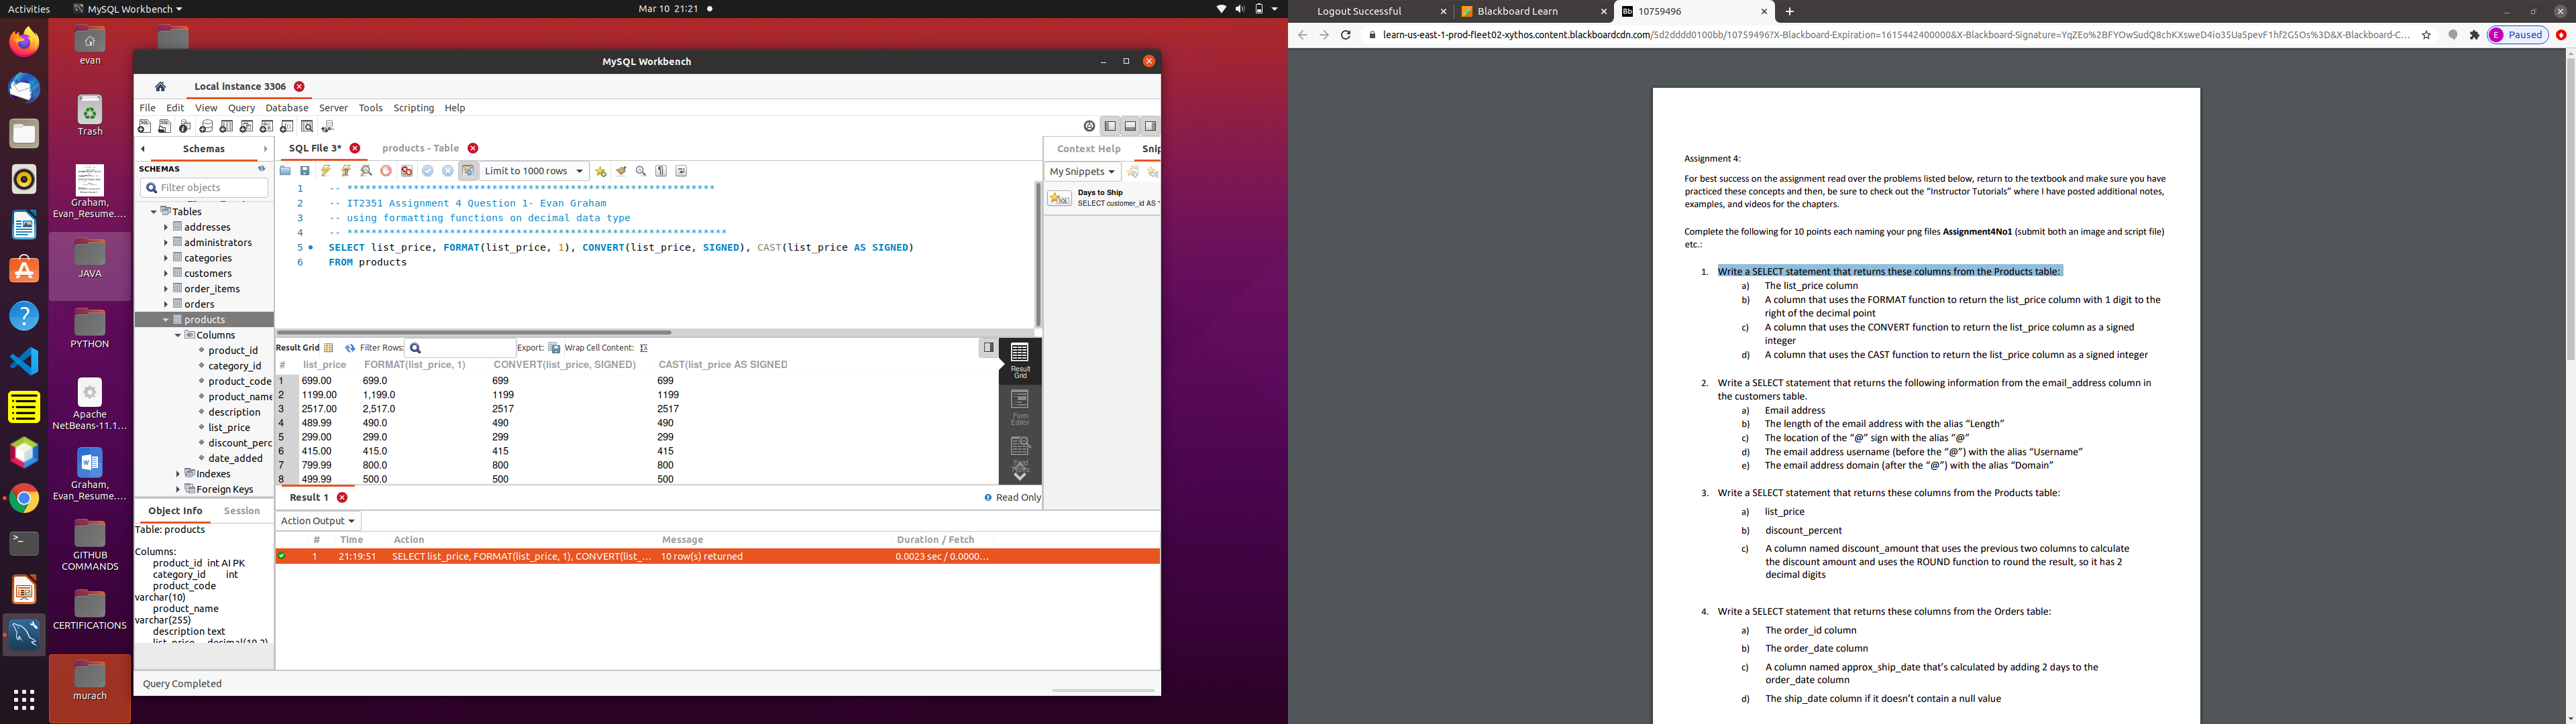 Activities
MySQL Workbench
Mar 10 21:21
evan
Trash
Graham,
Evan_Resume....
JAVA
PYTHON
Apache
NetBeans-11.1...
Graham,
Evan_Resume....
GITHUB
COMMANDS
CERTIFICATIONS
murach
MySQL Workbench
Local instance 3306
File Edit View Query Database Server Tools Scripting Help
Schemas
SCHEMAS
Filter objects
Tables
addresses
administrators
categories
customers
order_items
orders
products
Columns
product_id
category_id
product_code
product_name
description
list_price
discount_perc
date_added
Indexes
Foreign Keys
Object Info Session
Table: products
Columns:
product_id int AI PK
category_id int
product_code
varchar(10)
product_name
varchar(255)
description text
list_price decimal(10,2)
Query Completed
SQL File 3* products - Table
Limit to 1000 rows
1 -- *************************************************************
2 -- IT2351 Assignment 4 Question 1- Evan Graham
3 -- using formatting functions on decimal data type
4 -- ***************************************************************
5 SELECT list_price, FORMAT(list_price, 1), CONVERT(list_price, SIGNED), CAST(list_price AS SIGNED)
6 FROM products
Context Help Snip
My Snippets
Days to Ship
SELECT customer_id AS "
Result Grid Filter Rows: Export: Wrap Cell Content:
# list_price FORMAT(list_price, 1) CONVERT(list_price, SIGNED) CAST(list_price AS SIGNED
1 699.00 699.0 699 699
2 1199.00 1,199.0 1199 1199
3 2517.00 2,517.0 2517 2517
4 489.99 490.0 490 490
5 299.00 299.0 299 299
6 415.00 415.0 415 415
7 799.99 800.0 800 800
8 499.99 500.0 500 500
Result
Grid
Form
Editor
Field
Result 1
Read Only
Action Output
# Time Action Message Duration / Fetch
1 21:19:51 SELECT list_price, FORMAT(list_price, 1), CONVERT(list_... 10 row(s) returned 0.0023 sec / 0.0000...
Logout Successful
Blackboard Learn
Bb 10759496
learn-us-east-1-prod-fleet02-xythos.content.blackboardcdn.com/5d2dddd0100bb/10759496?X-Blackboard-Expiration=1615442400000&X-Blackboard-Signature=YqZEo%2BFYOwSudQ8chKXsweD4io35Ua5pevF1hf2G5Os%3D&X-Blackboard-C...
E Paused
Assignment 4:
For best success on the assignment read over the problems listed below, return to the textbook and make sure you have
practiced these concepts and then, be sure to check out the “Instructor Tutorials” where I have posted additional notes,
examples, and videos for the chapters.
Complete the following for 10 points each naming your png files Assignment4No1 (submit both an image and script file)
etc.:
1. Write a SELECT statement that returns these columns from the Products table:
a) The list_price column
b) A column that uses the FORMAT function to return the list_price column with 1 digit to the
right of the decimal point
c) A column that uses the CONVERT function to return the list_price column as a signed
integer
d) A column that uses the CAST function to return the list_price column as a signed integer
2. Write a SELECT statement that returns the following information from the email_address column in
the customers table.
a) Email address
b) The length of the email address with the alias “Length”
c) The location of the “@” sign with the alias “@”
d) The email address username (before the “@”) with the alias “Username”
e) The email address domain (after the “@”) with the alias “Domain”
3. Write a SELECT statement that returns these columns from the Products table:
a) list_price
b) discount_percent
c) A column named discount_amount that uses the previous two columns to calculate
the discount amount and uses the ROUND function to round the result, so it has 2
decimal digits
4. Write a SELECT statement that returns these columns from the Orders table:
a) The order_id column
b) The order_date column
c) A column named approx_ship_date that’s calculated by adding 2 days to the
order_date column
d) The ship_date column if it doesn’t contain a null value